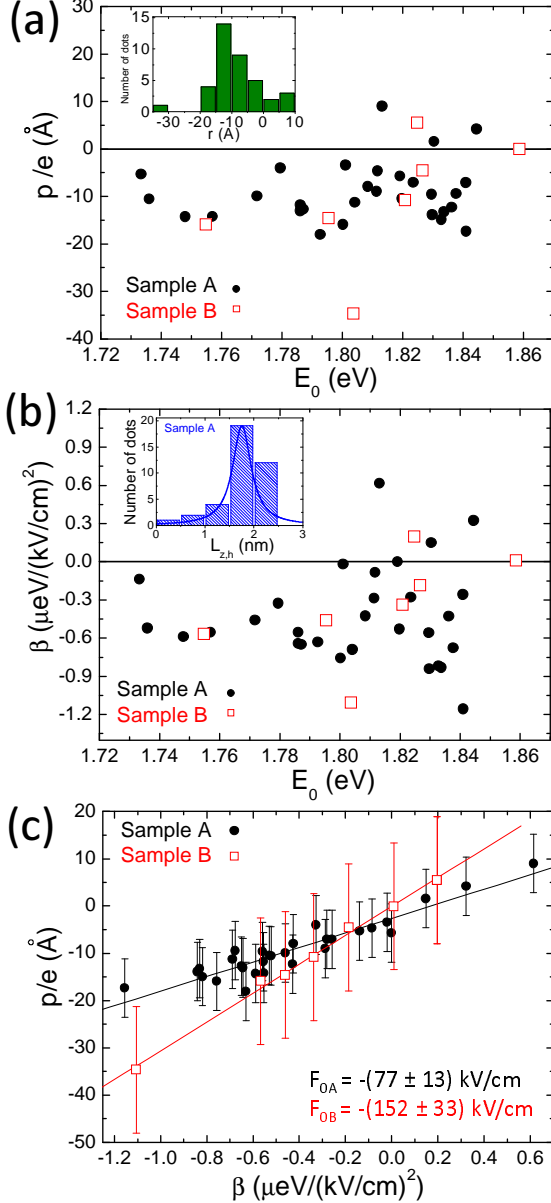 (a)
20
10
0
-10
-20
-30
-40
p /e (Å)
15
10
5
0
Number of dots
-30 -20 -10 0 10
r (A)
Sample A
Sample B
1.72 1.74 1.76 1.78 1.80 1.82 1.84 1.86
E0 (eV)
(b)
1.2
0.9
0.6
0.3
0.0
-0.3
-0.6
-0.9
-1.2
β (μeV/(kV/cm)²)
20
15
10
5
0
Number of dots
Sample A
0 1 2 3
Lz,h (nm)
Sample A
Sample B
1.72 1.74 1.76 1.78 1.80 1.82 1.84 1.86
E0 (eV)
(c)
20
10
0
-10
-20
-30
-40
-50
p/e (Å)
Sample A
Sample B
F0A = -(77 ± 13) kV/cm
F0B = -(152 ± 33) kV/cm
-1.2 -1.0 -0.8 -0.6 -0.4 -0.2 0.0 0.2 0.4 0.6
β (μeV/(kV/cm)²)